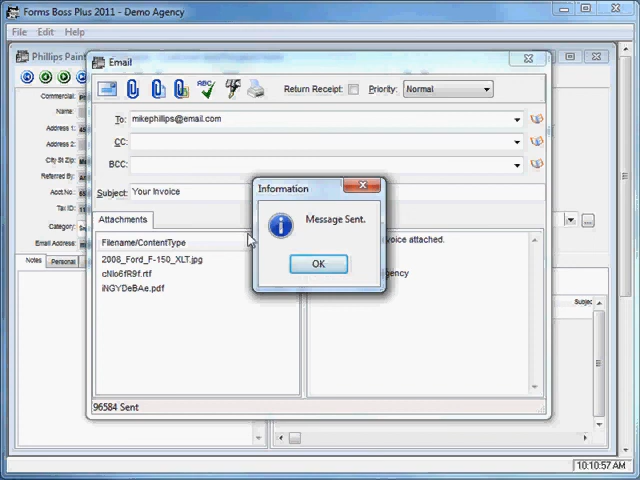 Forms Boss Plus 2011 - Demo Agency
File Edit Help
Phillips Pain
Email
Return Receipt: Priority: Normal
Commercial:
Name:
Address 1:
Address 2:
City St Zip:
Referred By:
Acct.No.:
Tax ID:
Category:
Email Address:
Notes Personal
To: mikephillips@email.com
CC:
BCC:
Subject: Your Invoice
Attachments
Filename/ContentType
2008_Ford_F-150_XLT.jpg
cNlo6fR9f.rtf
iNGYDeBAe.pdf
Information
Message Sent.
OK
oice attached.
gency
Subject
96584 Sent
10:10:57 AM